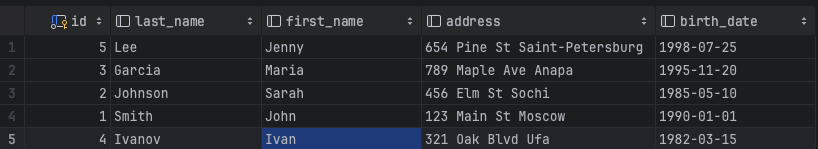 id last_name first_name address birth_date
1 5 Lee Jenny 654 Pine St Saint-Petersburg 1998-07-25
2 3 Garcia Maria 789 Maple Ave Anapa 1995-11-20
3 2 Johnson Sarah 456 Elm St Sochi 1985-05-10
4 1 Smith John 123 Main St Moscow 1990-01-01
5 4 Ivanov Ivan 321 Oak Blvd Ufa 1982-03-15